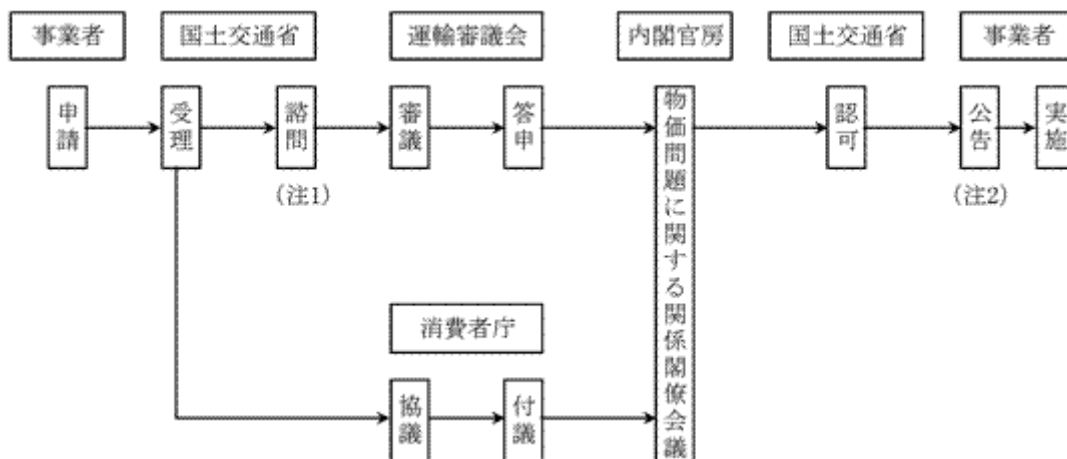 事業者
国土交通省
運輸審議会
内閣官房
国土交通省
事業者
申請
受理
諮問
審議
答申
物価問題に関する関係閣僚会議
認可
公告
実施
(注1)
(注2)
消費者庁
協議
付議